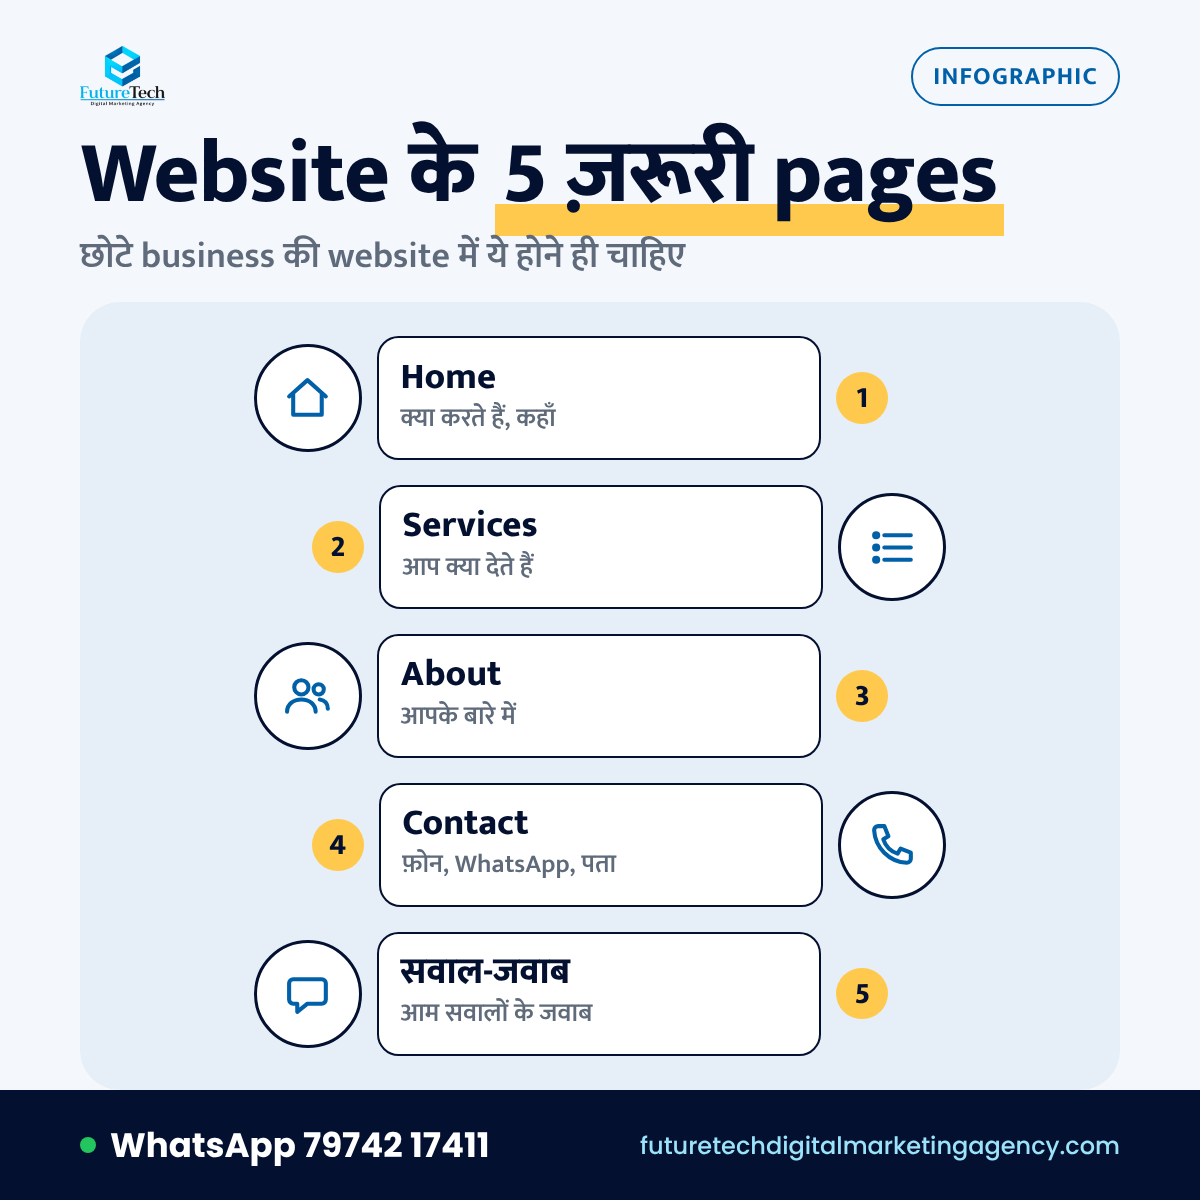 FutureTech
Digital Marketing Agency
INFOGRAPHIC
Website के 5 ज़रूरी pages
छोटे business की website में ये होने ही चाहिए
Home
क्या करते हैं, कहाँ
1
2
Services
आप क्या देते हैं
About
आपके बारे में
3
4
Contact
फ़ोन, WhatsApp, पता
सवाल-जवाब
आम सवालों के जवाब
5
WhatsApp 79742 17411
futuretechdigitalmarketingagency.com